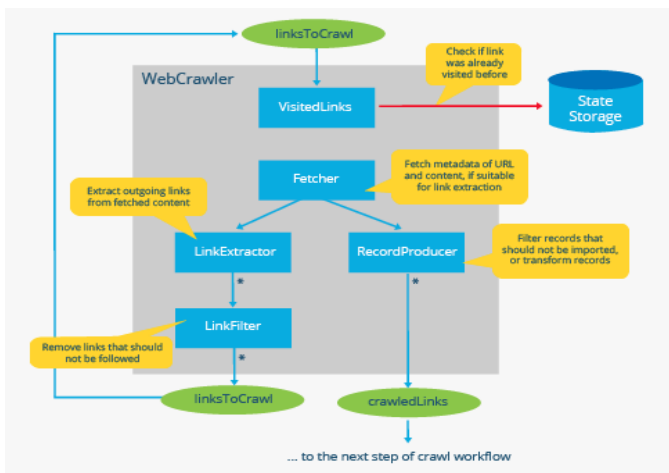 linksToCrawl
Check if link
was already
visited before
WebCrawler
VisitedLinks
State
Storage
Fetcher
Fetch metadata of URL
and content, if suitable
for link extraction
Extract outgoing links
from fetched content
LinkExtractor
RecordProducer
Filter records that
should not be imported,
or transform records
*
*
LinkFilter
Remove links that should
not be followed
*
linksToCrawl
crawledLinks
... to the next step of crawl workflow